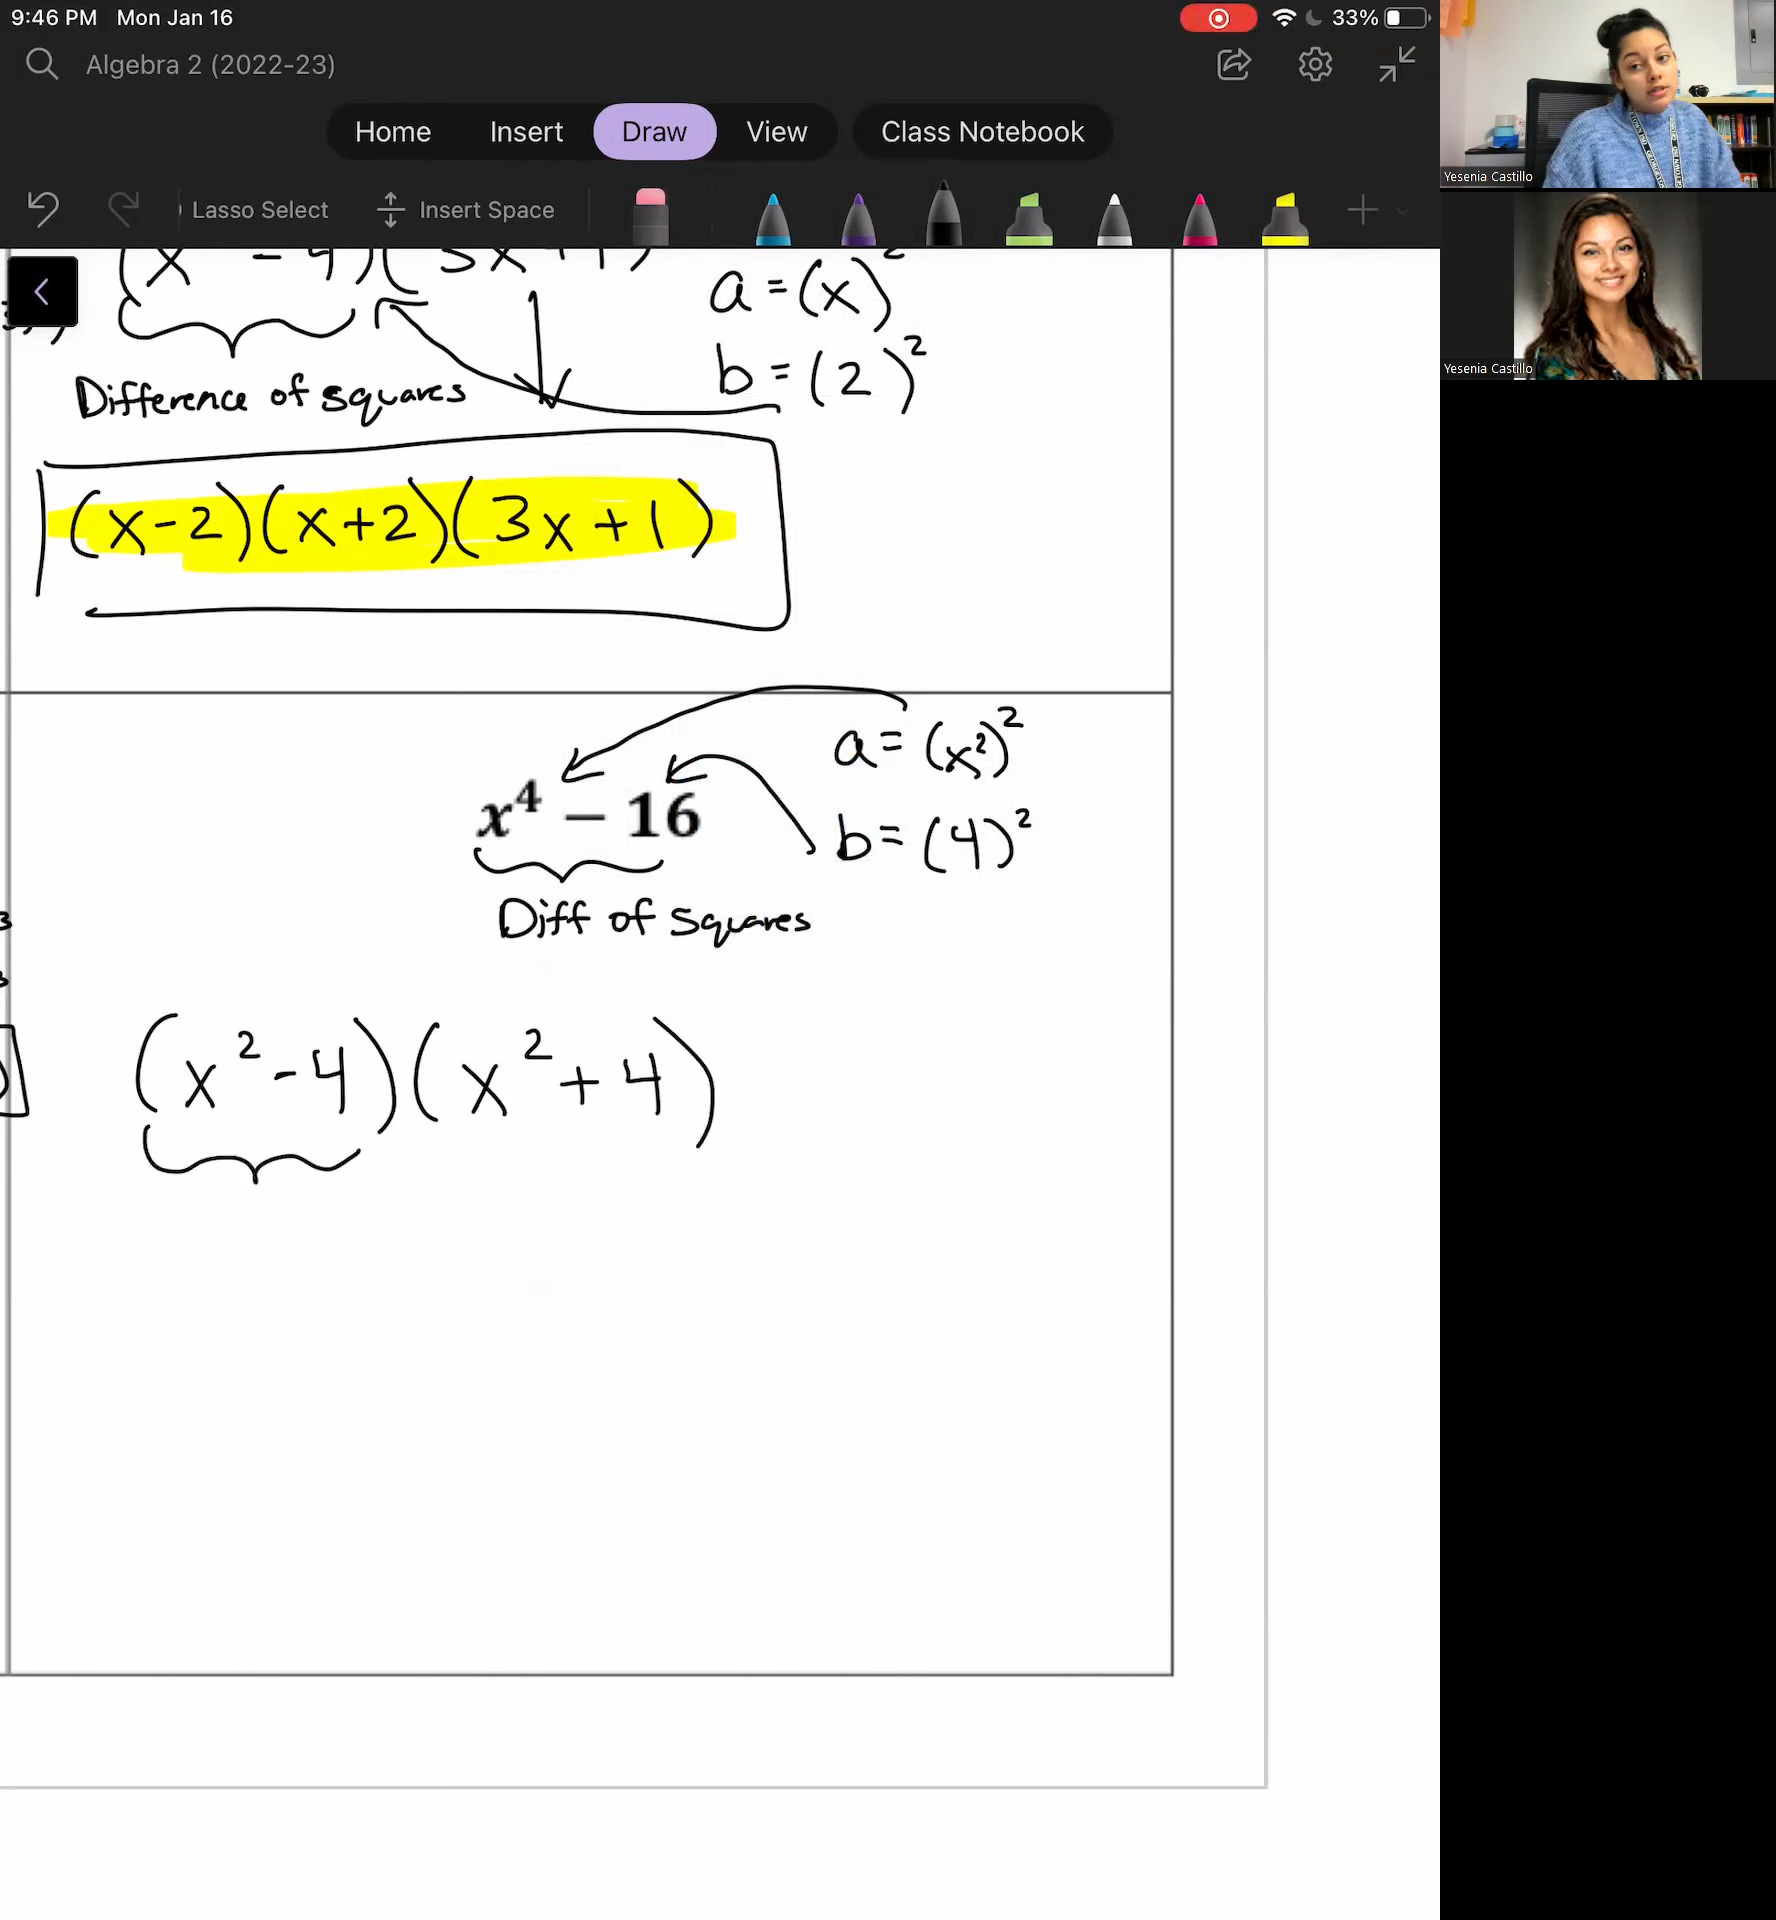 9:46 PM Mon Jan 16
33%
Algebra 2 (2022-23)
Home Insert Draw View Class Notebook
Lasso Select Insert Space
Yesenia Castillo
Yesenia Castillo
a = (x)²
b = (2)²
Difference of squares
(x-2)(x+2)(3x+1)
a = (x²)²
x⁴ − 16
b = (4)²
Diff of squares
(x²-4)(x²+4)